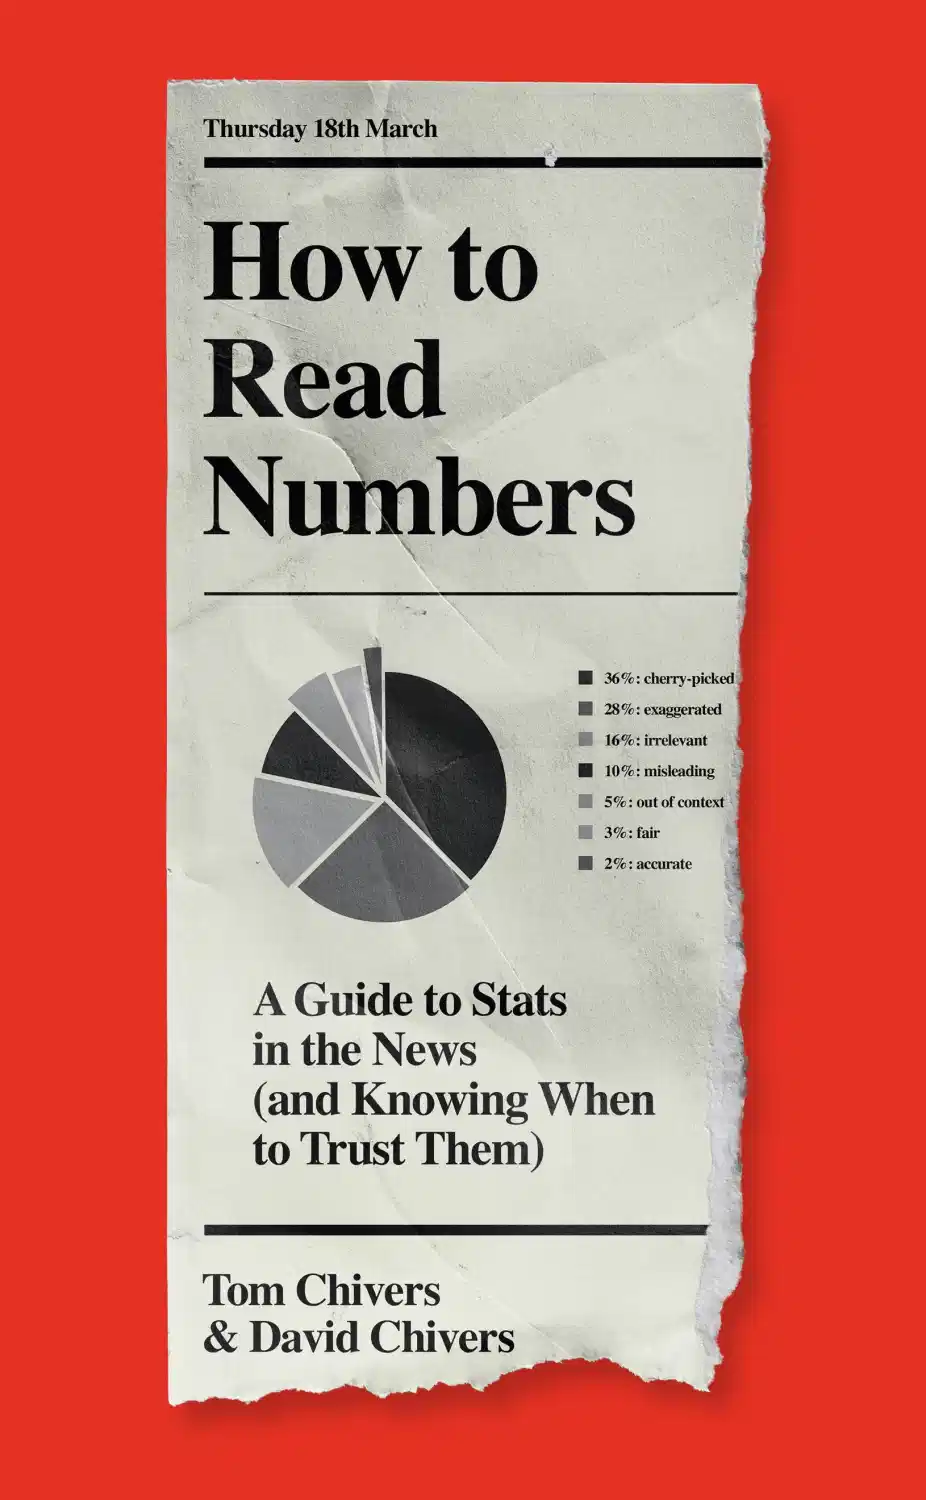 Thursday 18th March
How to
Read
Numbers
36%: cherry-picked
28%: exaggerated
16%: irrelevant
10%: misleading
5%: out of context
3%: fair
2%: accurate
A Guide to Stats
in the News
(and Knowing When
to Trust Them)
Tom Chivers
& David Chivers